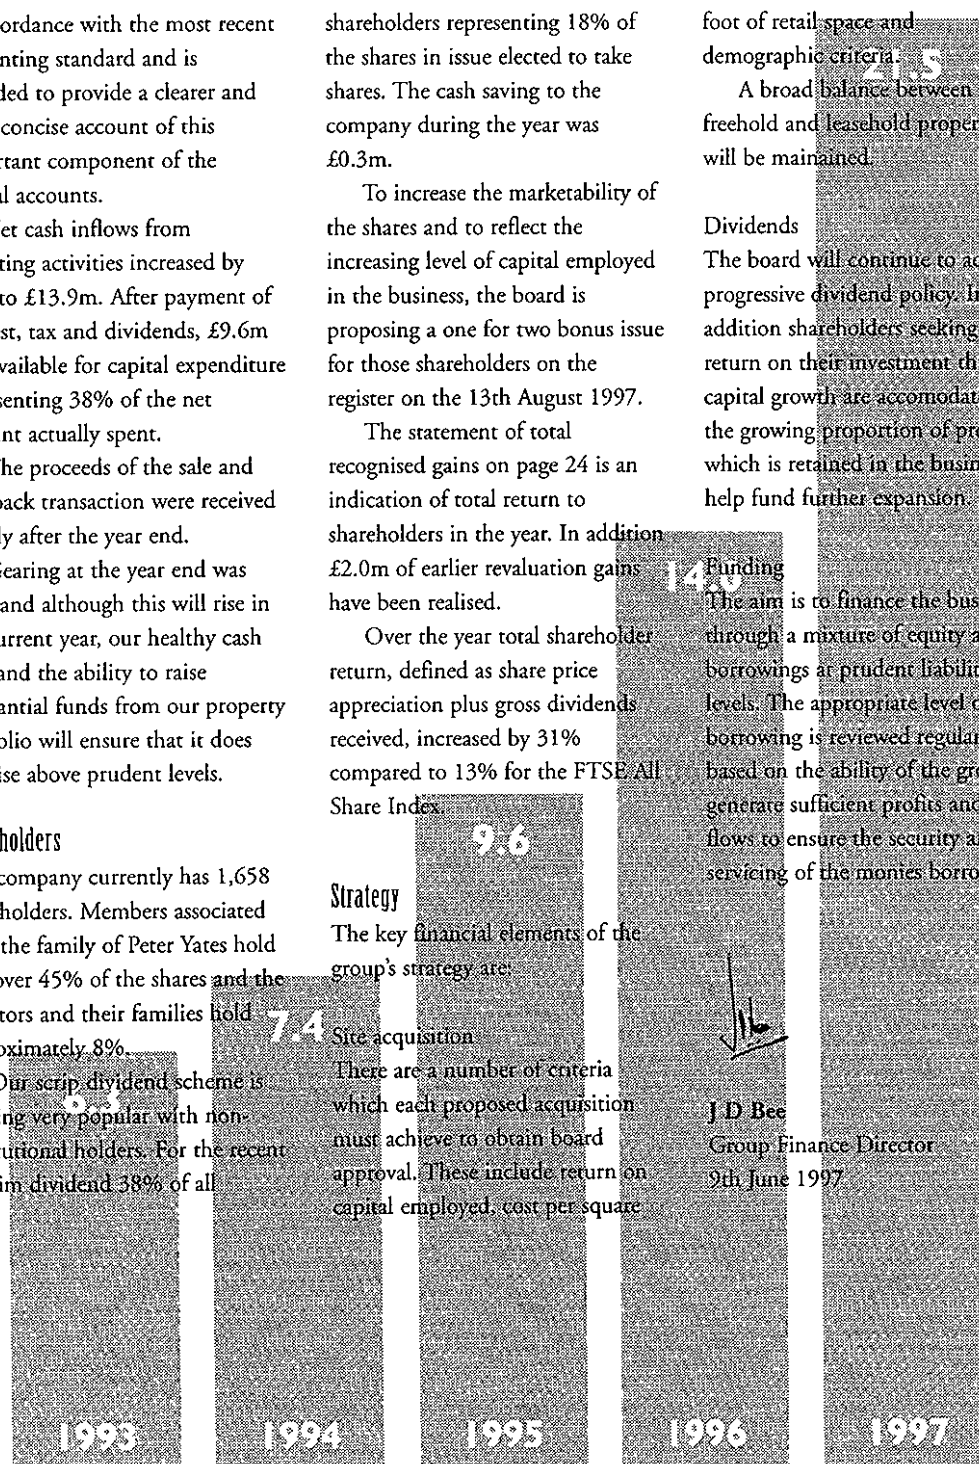 ordance with the most recent
nting standard and is
ded to provide a clearer and
concise account of this
rtant component of the
al accounts.
et cash inflows from
ting activities increased by
to £13.9m. After payment of
st, tax and dividends, £9.6m
vailable for capital expenditure
senting 38% of the net
nt actually spent.
he proceeds of the sale and
back transaction were received
ly after the year end.
Gearing at the year end was
and although this will rise in
urrent year, our healthy cash
and the ability to raise
antial funds from our property
olio will ensure that it does
ise above prudent levels.
holders
company currently has 1,658
holders. Members associated
the family of Peter Yates hold
over 45% of the shares and the
tors and their families hold
oximately 8%.
Our scrip dividend scheme is
ng very popular with non-
tutional holders. For the recent
im dividend 38% of all
shareholders representing 18% of
the shares in issue elected to take
shares. The cash saving to the
company during the year was
£0.3m.
To increase the marketability of
the shares and to reflect the
increasing level of capital employed
in the business, the board is
proposing a one for two bonus issue
for those shareholders on the
register on the 13th August 1997.
The statement of total
recognised gains on page 24 is an
indication of total return to
shareholders in the year. In addition
£2.0m of earlier revaluation gains
have been realised.
Over the year total shareholder
return, defined as share price
appreciation plus gross dividends
received, increased by 31%
compared to 13% for the FTSE All
Share Index.
Strategy
The key financial elements of the
group's strategy are:
Site acquisition
There are a number of criteria
which each proposed acquisition
must achieve to obtain board
approval. These include return on
capital employed, cost per square
foot of retail space and
demographic criteria.
A broad balance between
freehold and leasehold proper
will be maintained.
Dividends
The board will continue to ad
progressive dividend policy. In
addition shareholders seeking
return on their investment th
capital growth are accomodat
the growing proportion of pro
which is retained in the busin
help fund further expansion.
Funding
The aim is to finance the bus
through a mixture of equity a
borrowings at prudent liabilit
levels. The appropriate level o
borrowing is reviewed regular
based on the ability of the gr
generate sufficient profits and
flows to ensure the security a
servicing of the monies borro
J D Bee
Group Finance Director
9th June 1997
7.4
9.6
21.5
1993
1994
1995
1996
1997